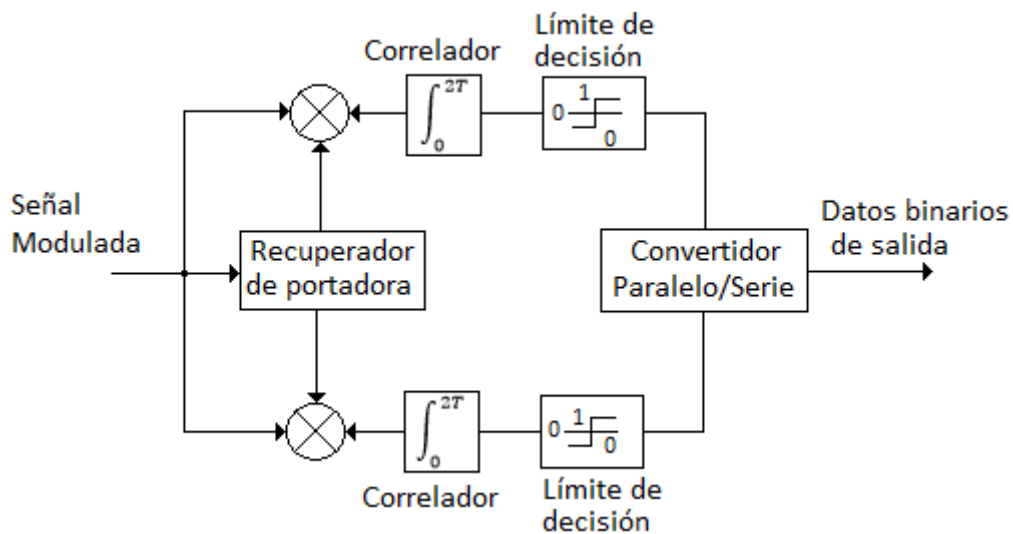 Correlador
Límite de
decisión
∫₀²ᵀ
0 1 0
Señal
Modulada
Recuperador
de portadora
Convertidor
Paralelo/Serie
Datos binarios
de salida
∫₀²ᵀ
0 1 0
Correlador
Límite de
decisión